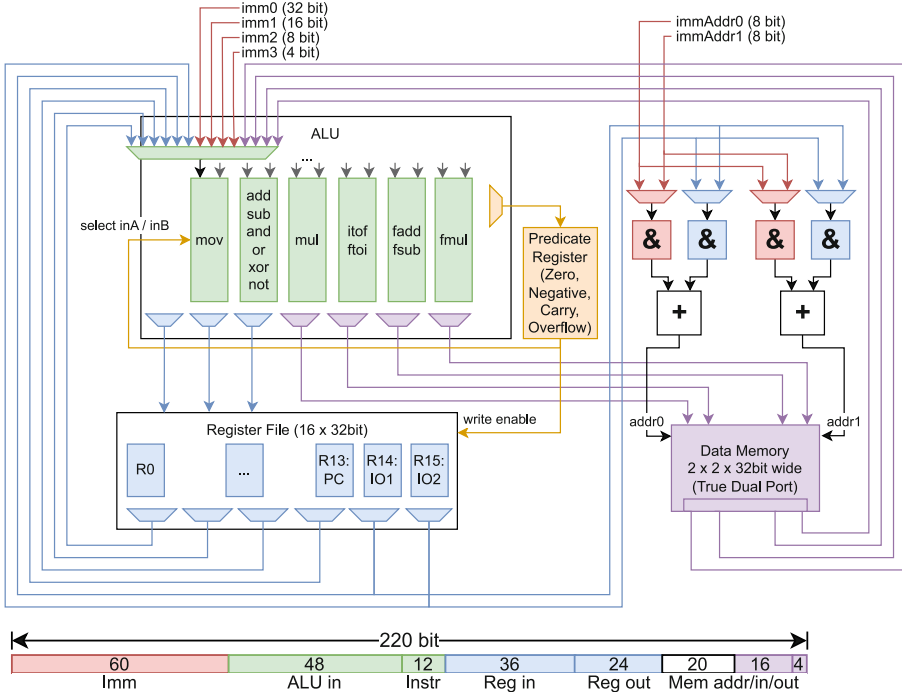 imm0 (32 bit)
imm1 (16 bit)
imm2 (8 bit)
imm3 (4 bit)
immAddr0 (8 bit)
immAddr1 (8 bit)
ALU
...
select inA / inB
mov
add
sub
and
or
xor
not
mul
itof
ftoi
fadd
fsub
fmul
Predicate
Register
(Zero,
Negative,
Carry,
Overflow)
&
&
&
&
+
+
write enable
addr0
addr1
Register File (16 x 32bit)
R0
...
R13:
PC
R14:
IO1
R15:
IO2
Data Memory
2 x 2 x 32bit wide
(True Dual Port)
220 bit
60 48 12 36 24 20 16 4
Imm ALU in Instr Reg in Reg out Mem addr/in/out